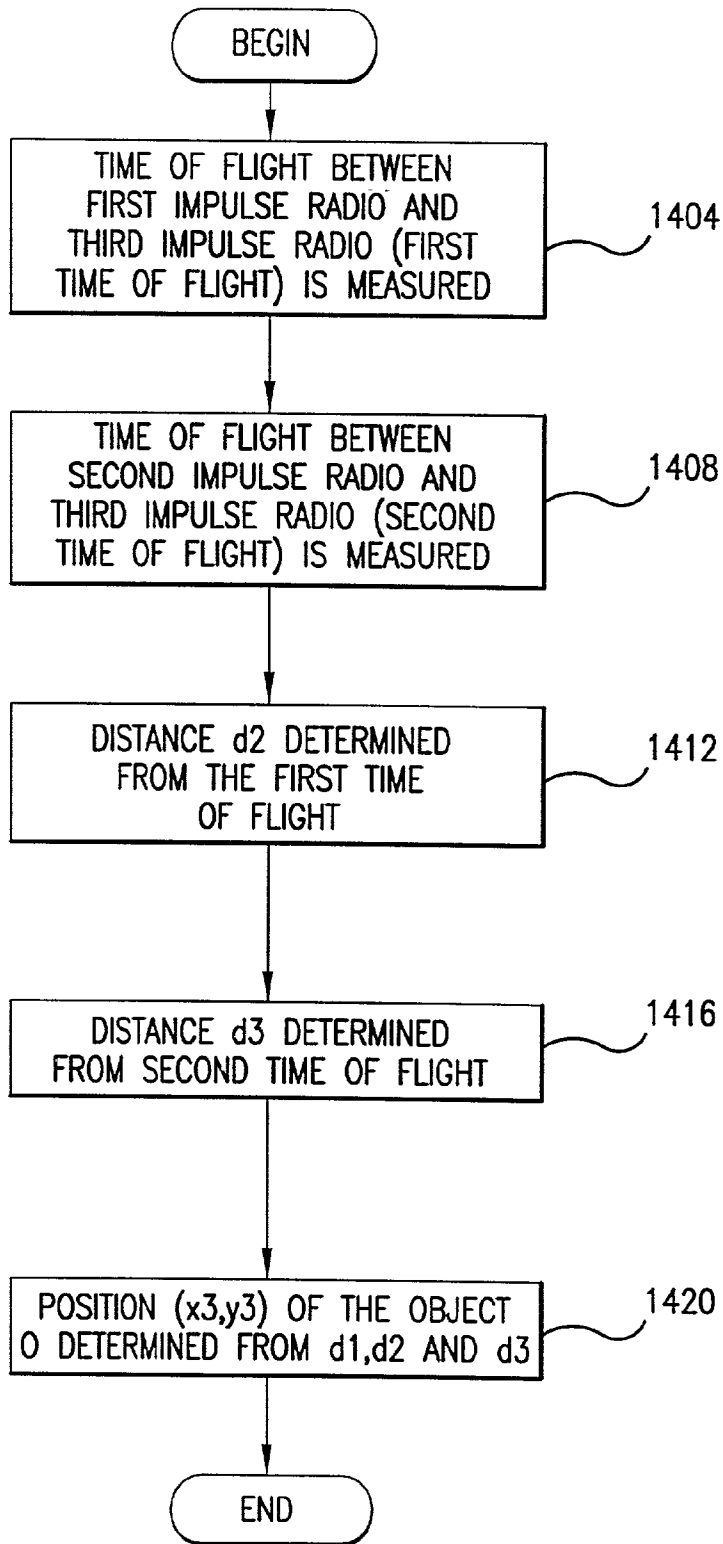 BEGIN
TIME OF FLIGHT BETWEEN
FIRST IMPULSE RADIO AND
THIRD IMPULSE RADIO (FIRST
TIME OF FLIGHT) IS MEASURED
1404
TIME OF FLIGHT BETWEEN
SECOND IMPULSE RADIO AND
THIRD IMPULSE RADIO (SECOND
TIME OF FLIGHT) IS MEASURED
1408
DISTANCE d2 DETERMINED
FROM THE FIRST TIME
OF FLIGHT
1412
DISTANCE d3 DETERMINED
FROM SECOND TIME OF FLIGHT
1416
POSITION (x3,y3) OF THE OBJECT
O DETERMINED FROM d1,d2 AND d3
1420
END